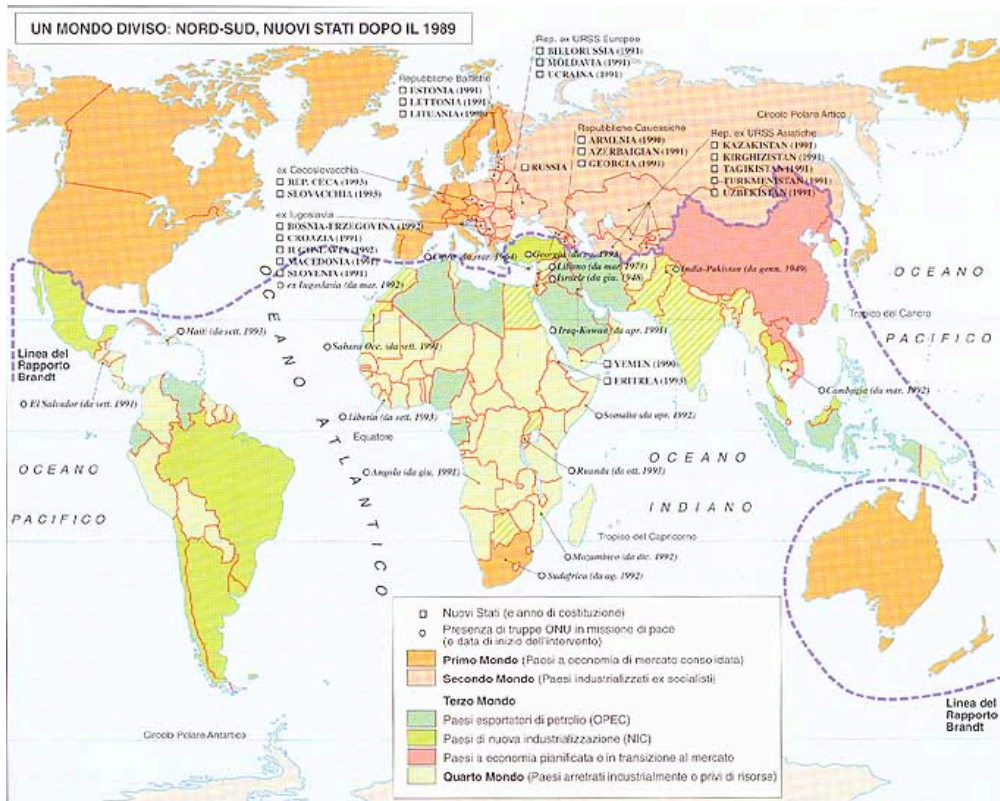 UN MONDO DIVISO: NORD-SUD, NUOVI STATI DOPO IL 1989
Rep. ex URSS Europee
BIELORUSSIA (1991)
MOLDAVIA (1991)
UCRAINA (1991)
Repubbliche Baltiche
ESTONIA (1991)
LETTONIA (1991)
LITUANIA (1990)
Circolo Polare Artico
Repubbliche Caucasiche
ARMENIA (1990)
AZERBAIGIAN (1991)
GEORGIA (1991)
Rep. ex URSS Asiatiche
KAZAKISTAN (1991)
KIRGHIZISTAN (1991)
TAGIKISTAN (1991)
TURKMENISTAN (1991)
UZBEKISTAN (1991)
RUSSIA
ex Cecoslovacchia
REP. CECA (1993)
SLOVACCHIA (1993)
ex Iugoslavia
BOSNIA-ERZEGOVINA (1992)
CROAZIA (1991)
IUGOSLAVIA (1992)
MACEDONIA (1991)
SLOVENIA (1991)
ex Iugoslavia (da mar. 1992)
Cipro (da mar. 1964)
Georgia (da
Libano (da mar. 1978)
Israele (da giu. 1948)
India-Pakistan (da genn. 1949)
OCEANO
PACIFICO
Tropico del Cancro
Haiti (da sett. 1993)
Sahara Occ. (da sett. 1991)
Iraq-Kuwait (da apr. 1991)
Linea del
Rapporto
Brandt
YEMEN (1990)
ERITREA (1993)
El Salvador (da sett. 1991)
Liberia (da sett. 1993)
Somalia (da apr. 1992)
Cambogia (da mar. 1992)
Equatore
OCEANO ATLANTICO
OCEANO
PACIFICO
Angola (da giu. 1991)
Ruanda (da ott. 1993)
OCEANO
INDIANO
Tropico del Capricorno
Mozambico (da dic. 1992)
Sudafrica (da ag. 1992)
Nuovi Stati (e anno di costituzione)
Presenza di truppe ONU in missione di pace
(e data di inizio dell'intervento)
Primo Mondo (Paesi a economia di mercato consolidata)
Secondo Mondo (Paesi industrializzati ex socialisti)
Terzo Mondo
Paesi esportatori di petrolio (OPEC)
Paesi di nuova industrializzazione (NIC)
Paesi a economia pianificata o in transizione al mercato
Quarto Mondo (Paesi arretrati industrialmente o privi di risorse)
Linea del
Rapporto
Brandt
Circolo Polare Antartico